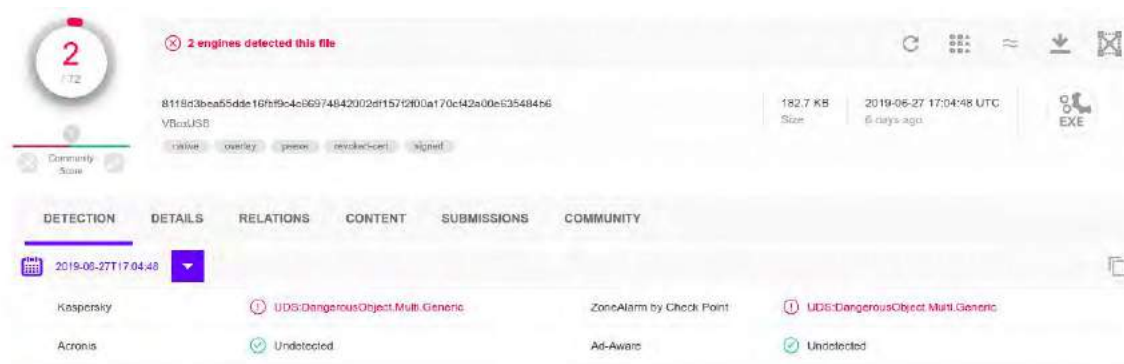 2
/ 72
2 engines detected this file
VBoxUSB
native overlay peexe revoked-cert signed
182.7 KB
Size
2019-06-27 17:04:48 UTC
6 days ago
EXE
Community
Score
DETECTION DETAILS RELATIONS CONTENT SUBMISSIONS COMMUNITY
2019-06-27T17:04:48
Kaspersky UDS:DangerousObject.Multi.Generic ZoneAlarm by Check Point UDS:DangerousObject.Multi.Generic
Acronis Undetected Ad-Aware Undetected